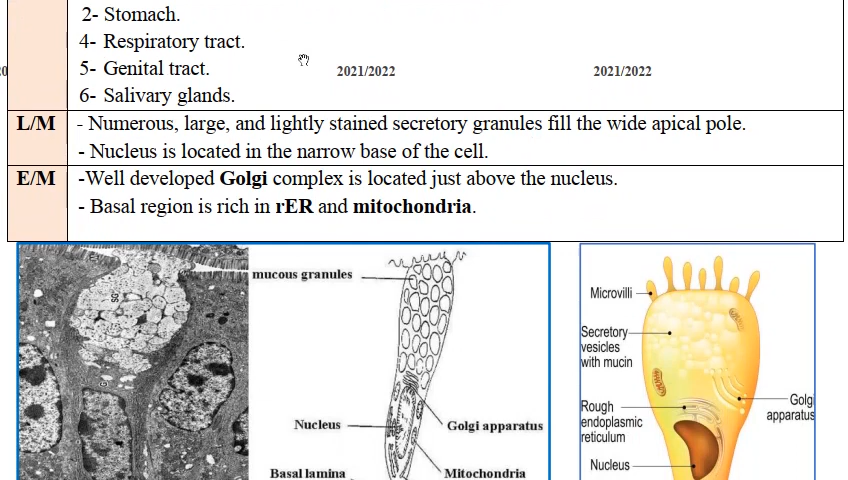 2- Stomach.
4- Respiratory tract.
5- Genital tract.
2021/2022
2021/2022
6- Salivary glands.
L/M
- Numerous, large, and lightly stained secretory granules fill the wide apical pole.
- Nucleus is located in the narrow base of the cell.
E/M
-Well developed Golgi complex is located just above the nucleus.
- Basal region is rich in rER and mitochondria.
mucous granules
Nucleus
Golgi apparatus
Basal lamina
Mitochondria
Microvilli
Secretory
vesicles
with mucin
Golgi
apparatus
Rough
endoplasmic
reticulum
Nucleus